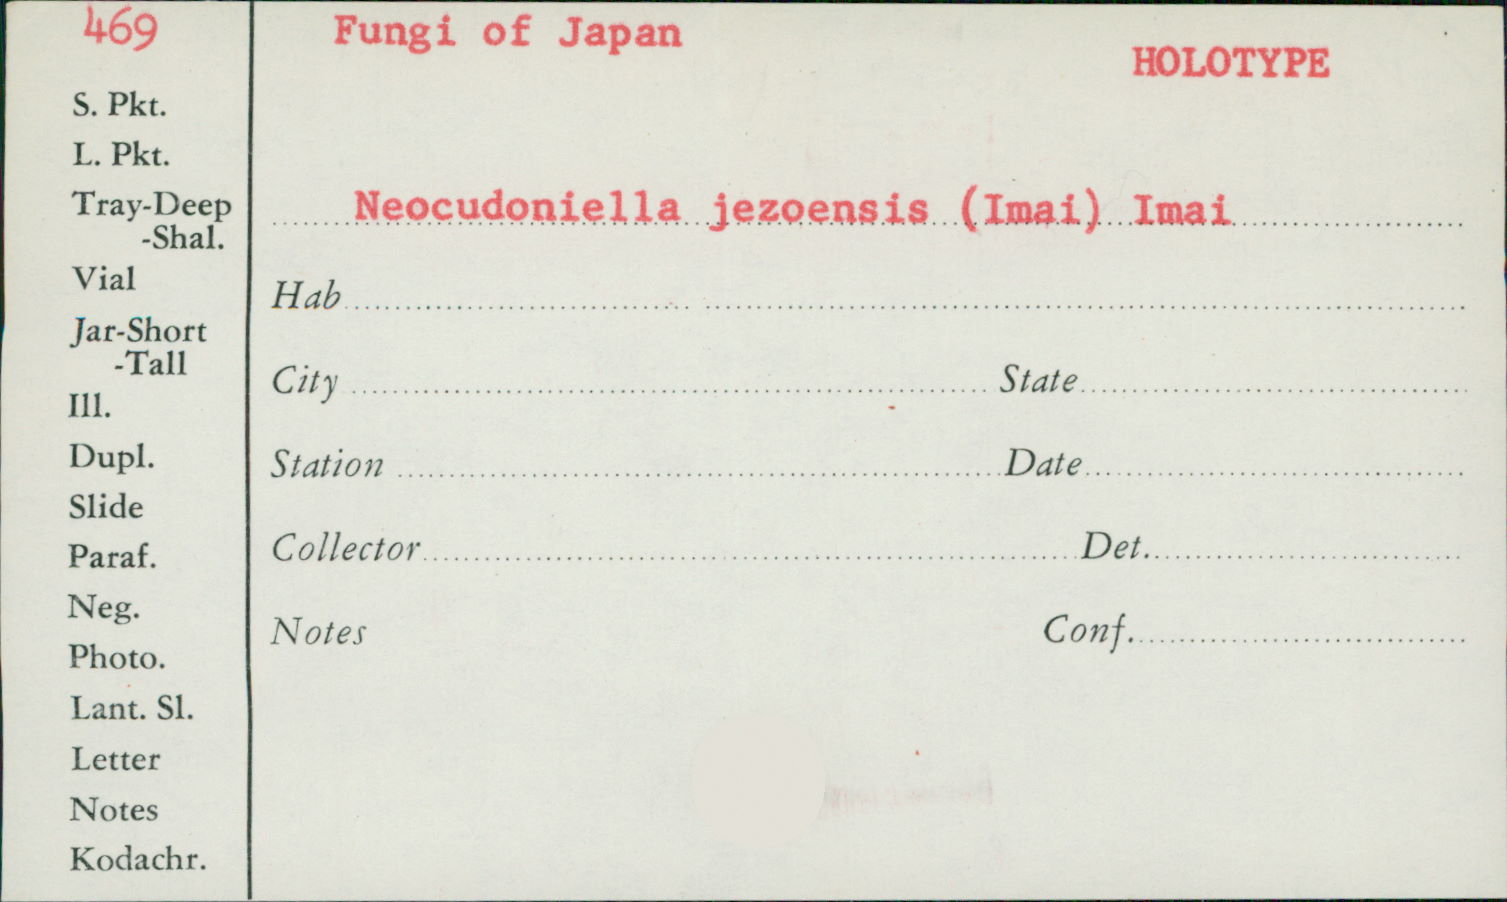 469
Fungi of Japan
HOLOTYPE
S. Pkt.
L. Pkt.
Tray-Deep
-Shal.
Vial
Jar-Short
-Tall
Ill.
Dupl.
Slide
Paraf.
Neg.
Photo.
Lant. Sl.
Letter
Notes
Kodachr.
Neocudoniella jezoensis (Imai) Imai
Hab
City State
Station Date
Collector Det.
Notes Conf.